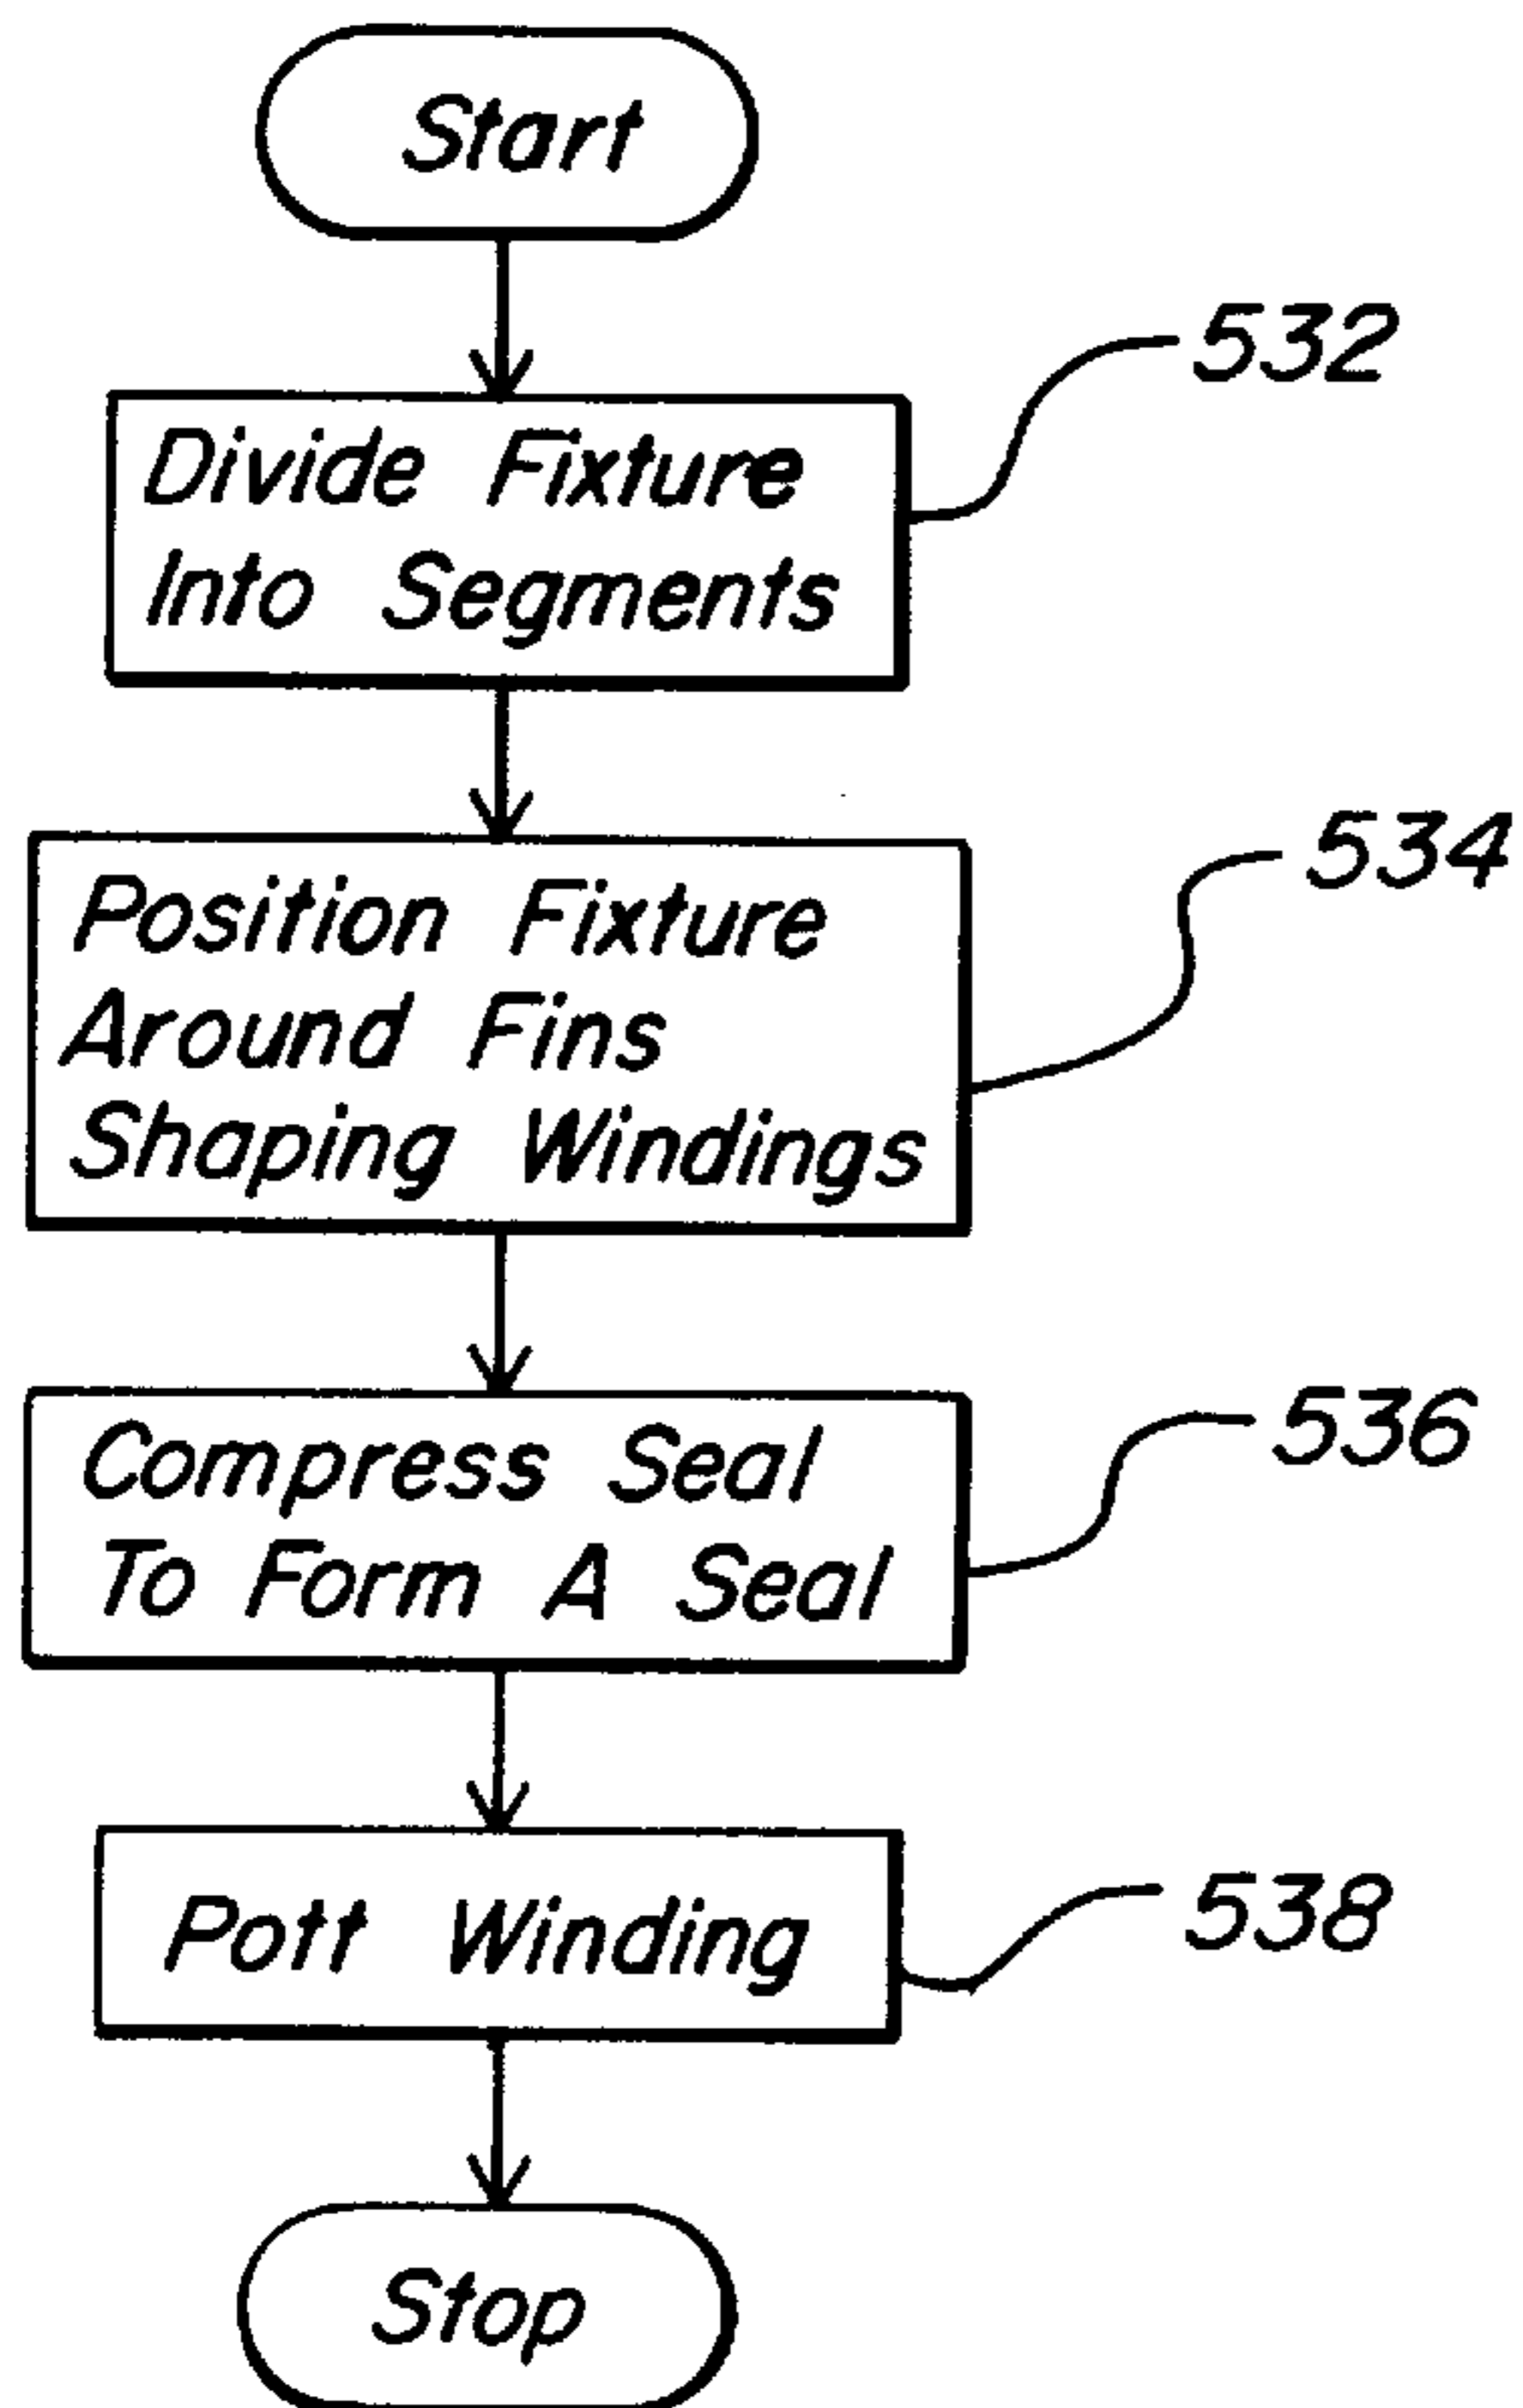 Start
532
Divide Fixture
Into Segments
534
Position Fixture
Around Fins
Shaping Windings
536
Compress Seal
To Form A Seal
538
Pott Winding
Stop